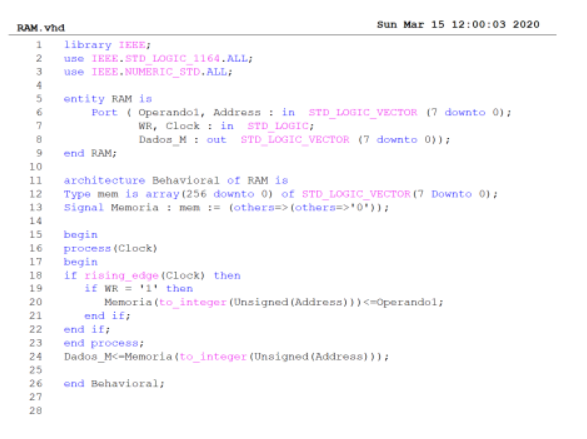 RAM.vhd Sun Mar 15 12:00:03 2020
1 library IEEE;
2 use IEEE.STD_LOGIC_1164.ALL;
3 use IEEE.NUMERIC_STD.ALL;
4
5 entity RAM is
6 Port ( Operando1, Address : in STD_LOGIC_VECTOR (7 downto 0);
7 WR, Clock : in STD_LOGIC;
8 Dados_M : out STD_LOGIC_VECTOR (7 downto 0));
9 end RAM;
10
11 architecture Behavioral of RAM is
12 Type mem is array(256 downto 0) of STD_LOGIC_VECTOR(7 Downto 0);
13 Signal Memoria : mem := (others=>(others=>'0'));
14
15 begin
16 process(Clock)
17 begin
18 if rising_edge(Clock) then
19 if WR = '1' then
20 Memoria(to_integer(Unsigned(Address)))<=Operando1;
21 end if;
22 end if;
23 end process;
24 Dados_M<=Memoria(to_integer(Unsigned(Address)));
25
26 end Behavioral;
27
28